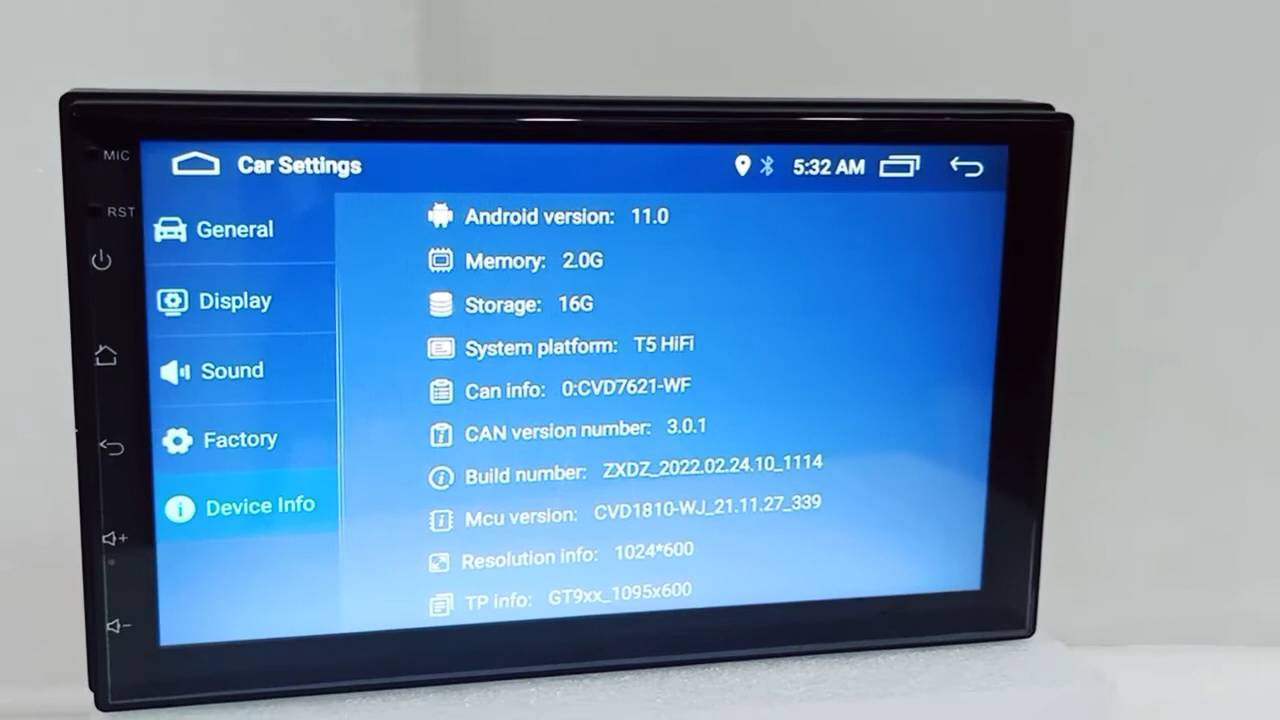 MIC
RST
Car Settings
5:32 AM
General
Display
Sound
Factory
Device Info
Android version: 11.0
Memory: 2.0G
Storage: 16G
System platform: T5 HiFi
Can info: 0:CVD7621-WF
CAN version number: 3.0.1
Build number: ZXDZ_2022.02.24.10_1114
Mcu version: CVD1810-WJ_21.11.27_339
Resolution info: 1024*600
TP info: GT9xx_1095x600